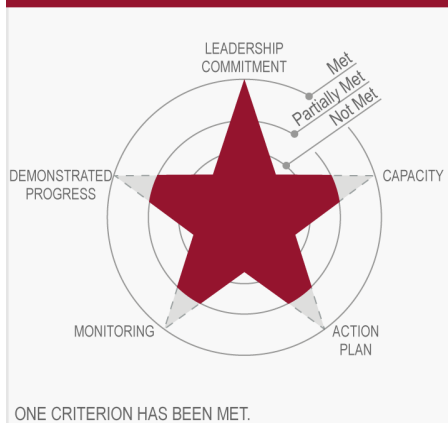 LEADERSHIP
COMMITMENT
Met
Partially Met
Not Met
DEMONSTRATED
PROGRESS
CAPACITY
MONITORING
ACTION
PLAN
ONE CRITERION HAS BEEN MET.